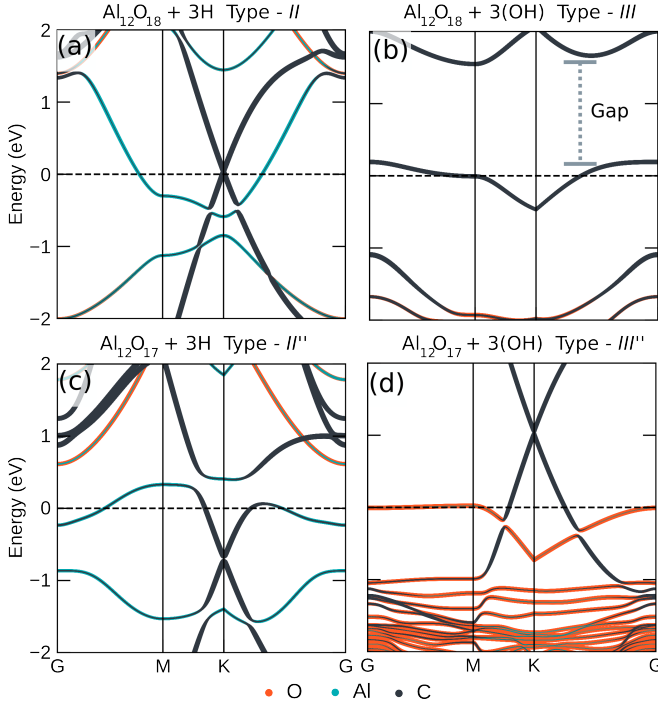 Al12O18 + 3H Type - II
Al12O18 + 3(OH) Type - III
(a)
(b)
Gap
2
1
0
−1
−2
Energy (eV)
Al12O17 + 3H Type - II''
Al12O17 + 3(OH) Type - III''
(c)
(d)
2
1
0
−1
−2
Energy (eV)
G M K G
G M K G
O Al C